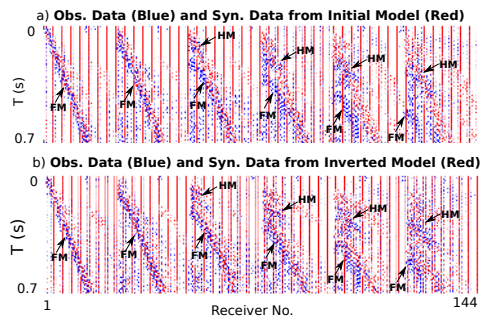 a) Obs. Data (Blue) and Syn. Data from Initial Model (Red)
0
T (s)
0.7
HM HM HM HM
FM FM FM FM FM FM
b) Obs. Data (Blue) and Syn. Data from Inverted Model (Red)
0
T (s)
0.7
HM HM HM HM
FM FM FM FM FM FM
1 Receiver No. 144